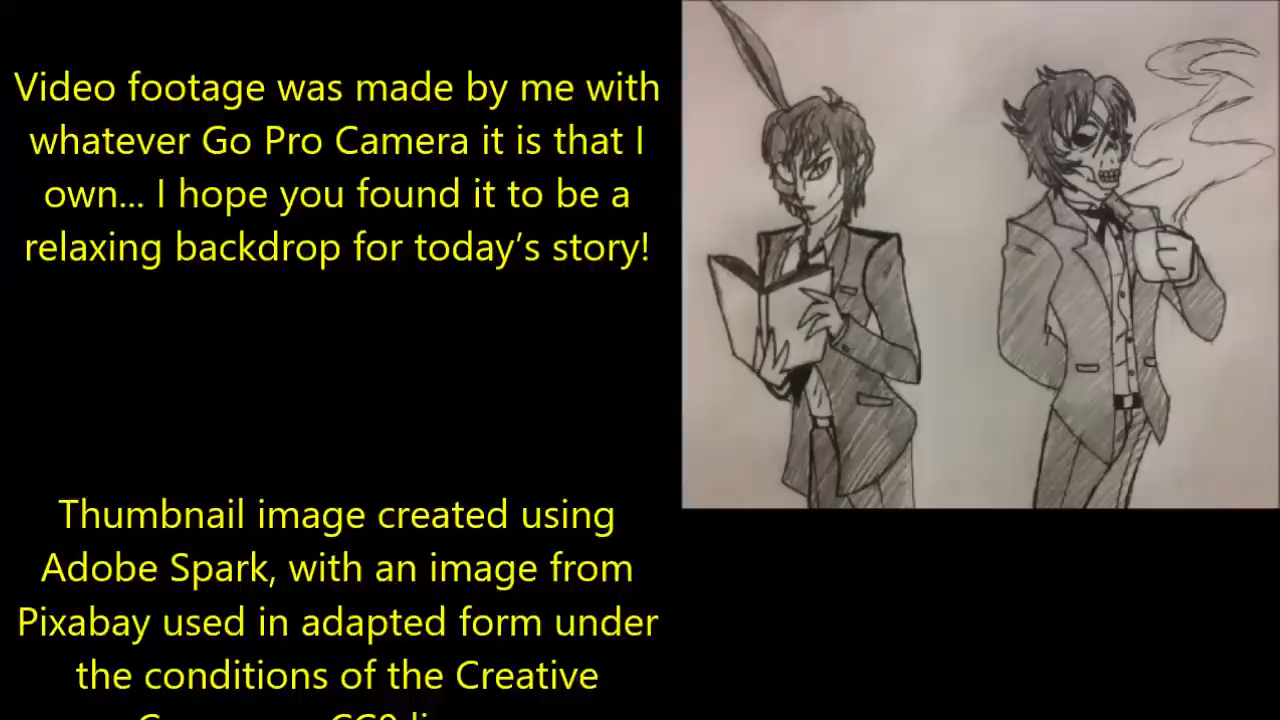 Video footage was made by me with
whatever Go Pro Camera it is that I
own... I hope you found it to be a
relaxing backdrop for today’s story!
Thumbnail image created using
Adobe Spark, with an image from
Pixabay used in adapted form under
the conditions of the Creative